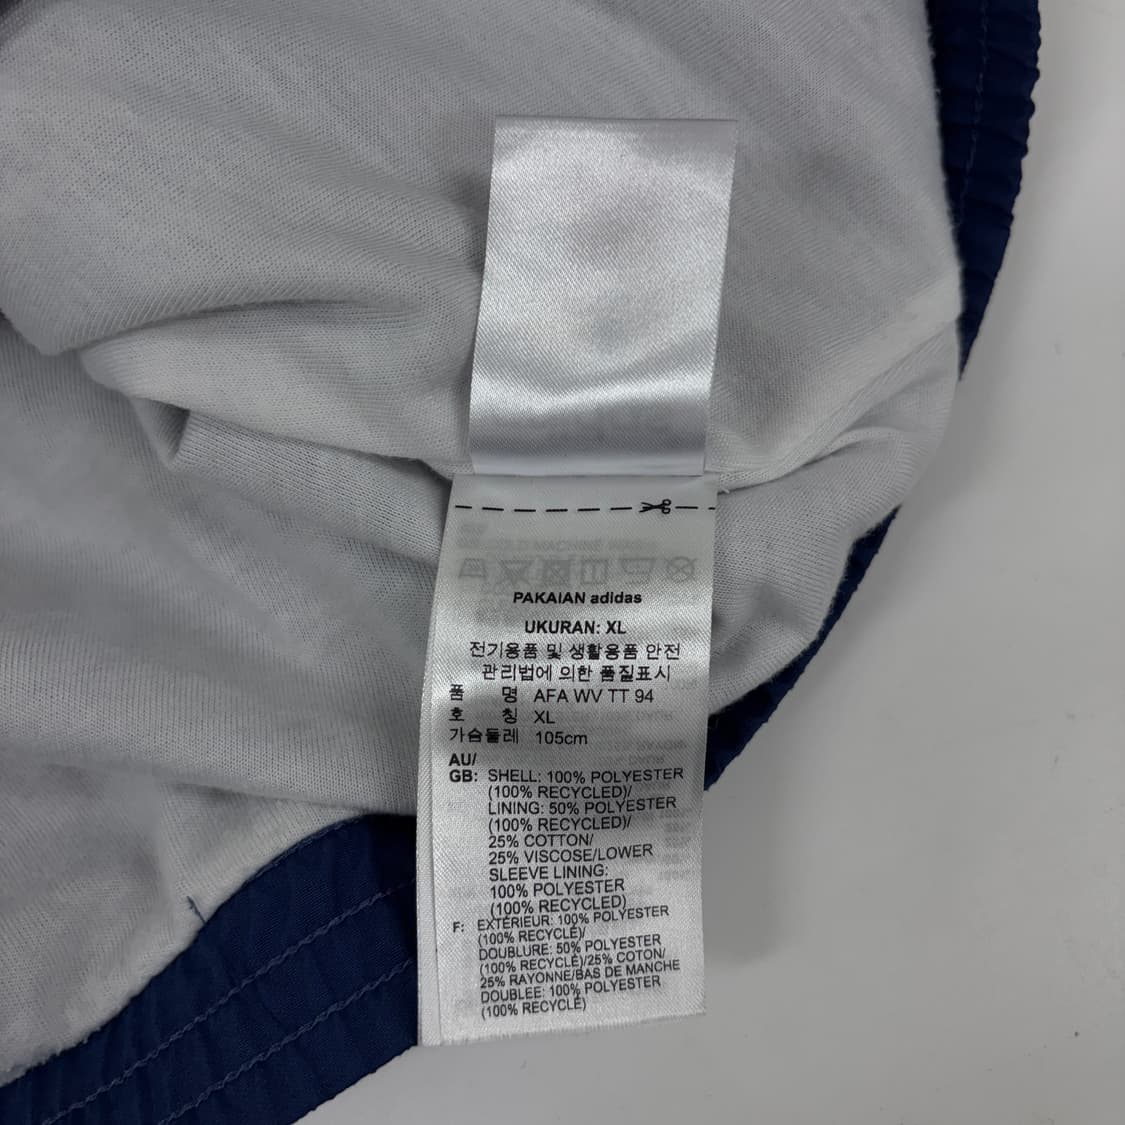 PAKAIAN adidas
UKURAN: XL
전기용품 및 생활용품 안전
관리법에 의한 품질표시
품 명 AFA WV TT 94
호 칭 XL
가슴둘레 105cm
AU/
GB: SHELL: 100% POLYESTER
(100% RECYCLED)/
LINING: 50% POLYESTER
(100% RECYCLED)/
25% COTTON/
25% VISCOSE/LOWER
SLEEVE LINING:
100% POLYESTER
(100% RECYCLED)
F: EXTÉRIEUR: 100% POLYESTER
(100% RECYCLÉ)/
DOUBLURE: 50% POLYESTER
(100% RECYCLÉ)/25% COTON/
25% RAYONNE/BAS DE MANCHE
DOUBLEE: 100% POLYESTER
(100% RECYCLÉ)